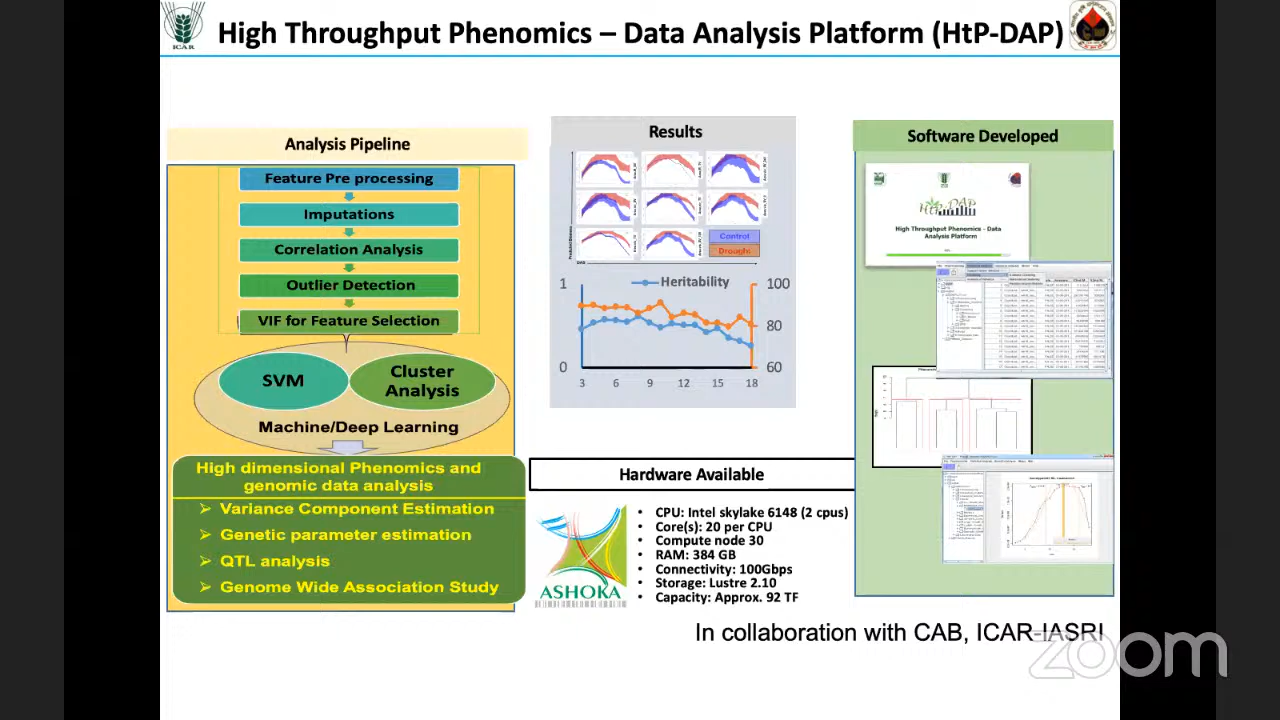 High Throughput Phenomics – Data Analysis Platform (HtP-DAP)
ICAR
Analysis Pipeline
Feature Pre processing
Imputations
Correlation Analysis
Outlier Detection
F for Feature Selection
SVM
Cluster
Analysis
Machine/Deep Learning
High dimensional Phenomics and
genomic data analysis
Variance Component Estimation
Genetic parameter estimation
QTL analysis
Genome Wide Association Study
Results
Control
Drought
Heritability
1
0
100
80
60
3 6 9 12 15 18
Hardware Available
ASHOKA
• CPU: Intel skylake 6148 (2 cpus)
• Core(s): 20 per CPU
• Compute node 30
• RAM: 384 GB
• Connectivity: 100Gbps
• Storage: Lustre 2.10
• Capacity: Approx. 92 TF
Software Developed
HtP-DAP
High Throughput Phenomics - Data
Analysis Platform
In collaboration with CAB, ICAR-IASRI
zoom